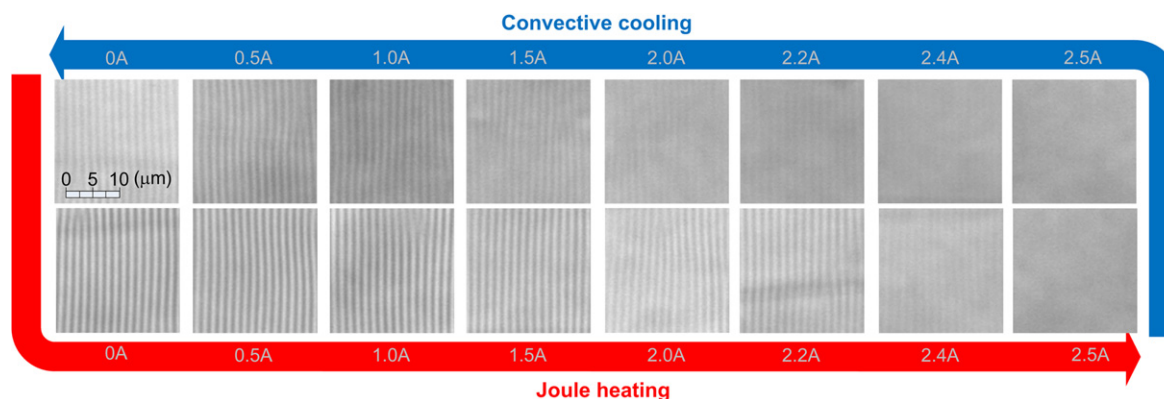 Convective cooling
0A 0.5A 1.0A 1.5A 2.0A 2.2A 2.4A 2.5A
0 5 10 (μm)
0A 0.5A 1.0A 1.5A 2.0A 2.2A 2.4A 2.5A
Joule heating